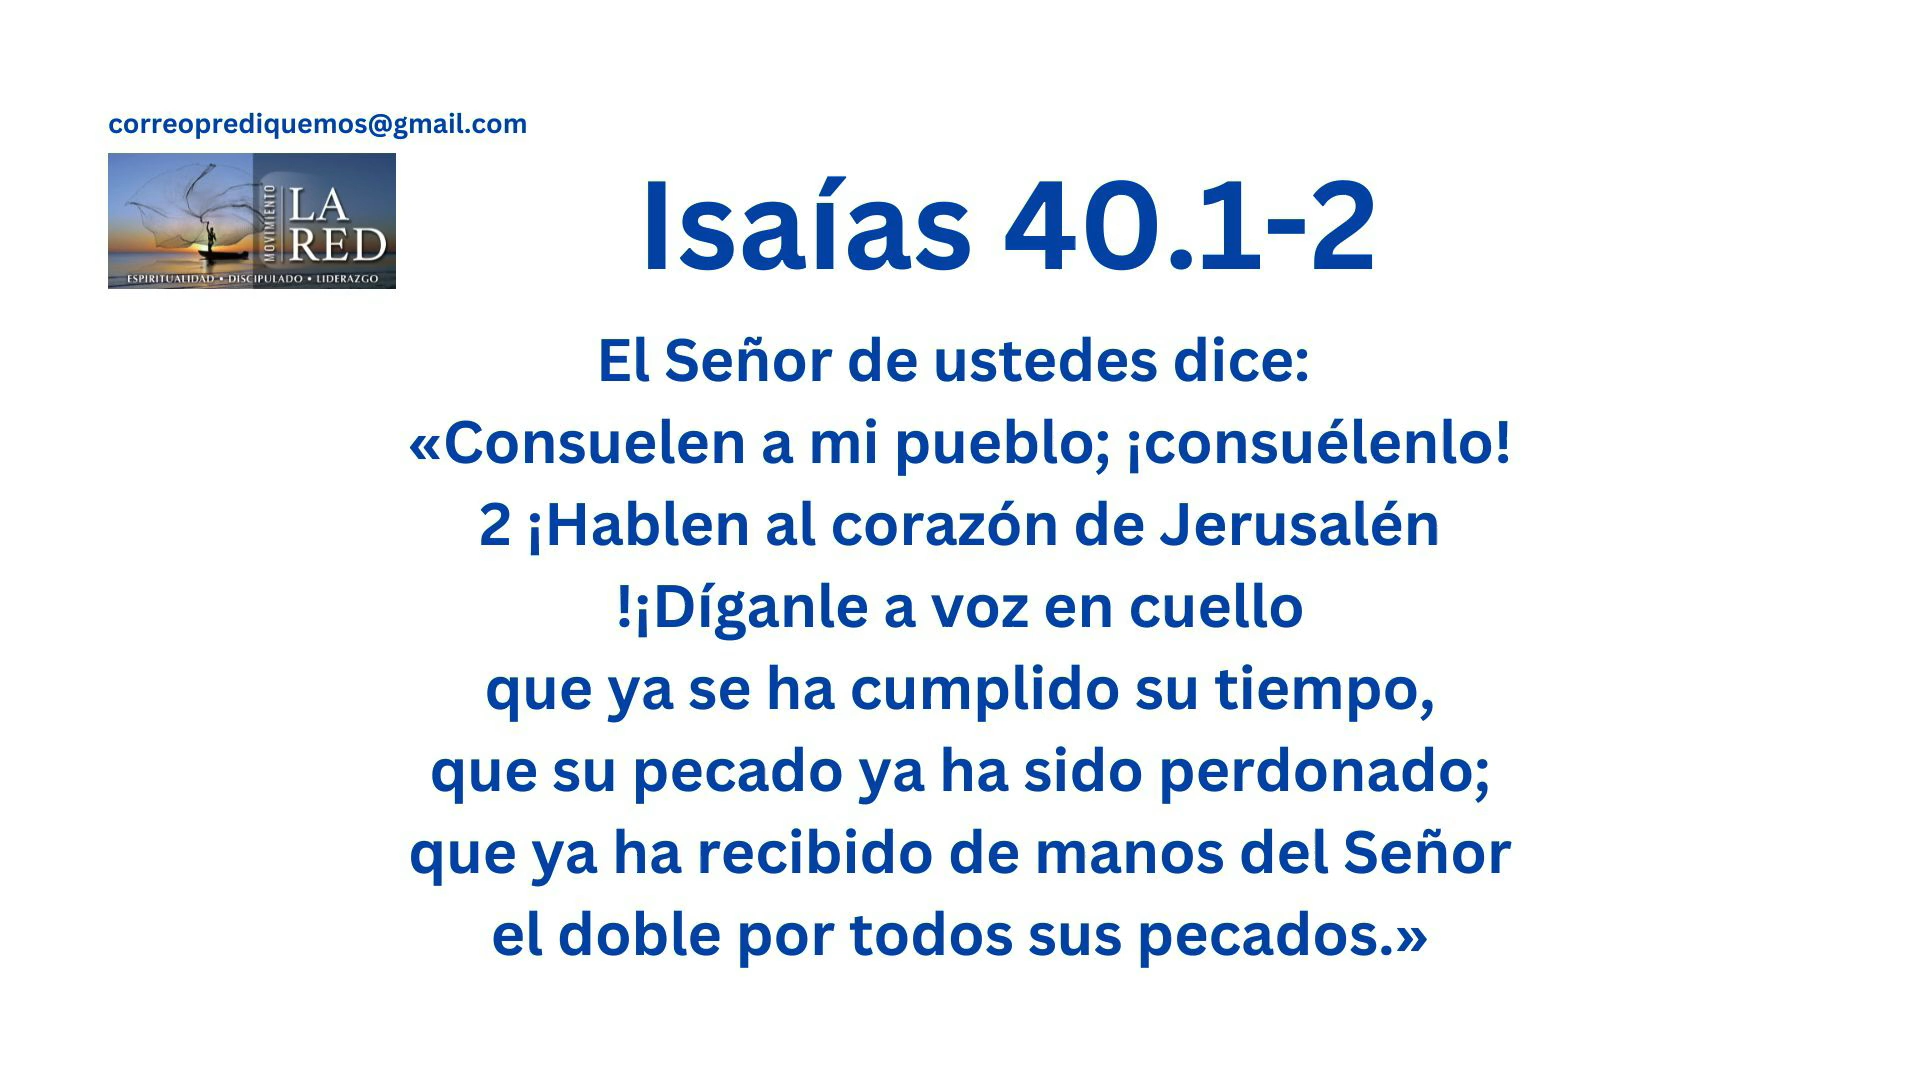 correoprediquemos@gmail.com
MOVIMIENTO
LA
RED
ESPIRITUALIDAD • DISCIPULADO • LIDERAZGO
Isaías 40.1-2
El Señor de ustedes dice:
«Consuelen a mi pueblo; ¡consuélenlo!
2 ¡Hablen al corazón de Jerusalén
!¡Díganle a voz en cuello
que ya se ha cumplido su tiempo,
que su pecado ya ha sido perdonado;
que ya ha recibido de manos del Señor
el doble por todos sus pecados.»